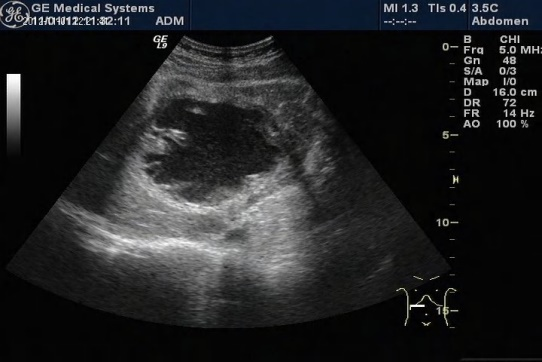 GE Medical Systems
ADM
MI 1.3 TIs 0.4 3.5C
--:--:-- Abdomen
GE
L9
B CHI
Frq 5.0 MHz
Gn 48
S/A 0/3
Map I/0
D 16.0 cm
DR 72
FR 14 Hz
AO 100 %
0
5
10
15